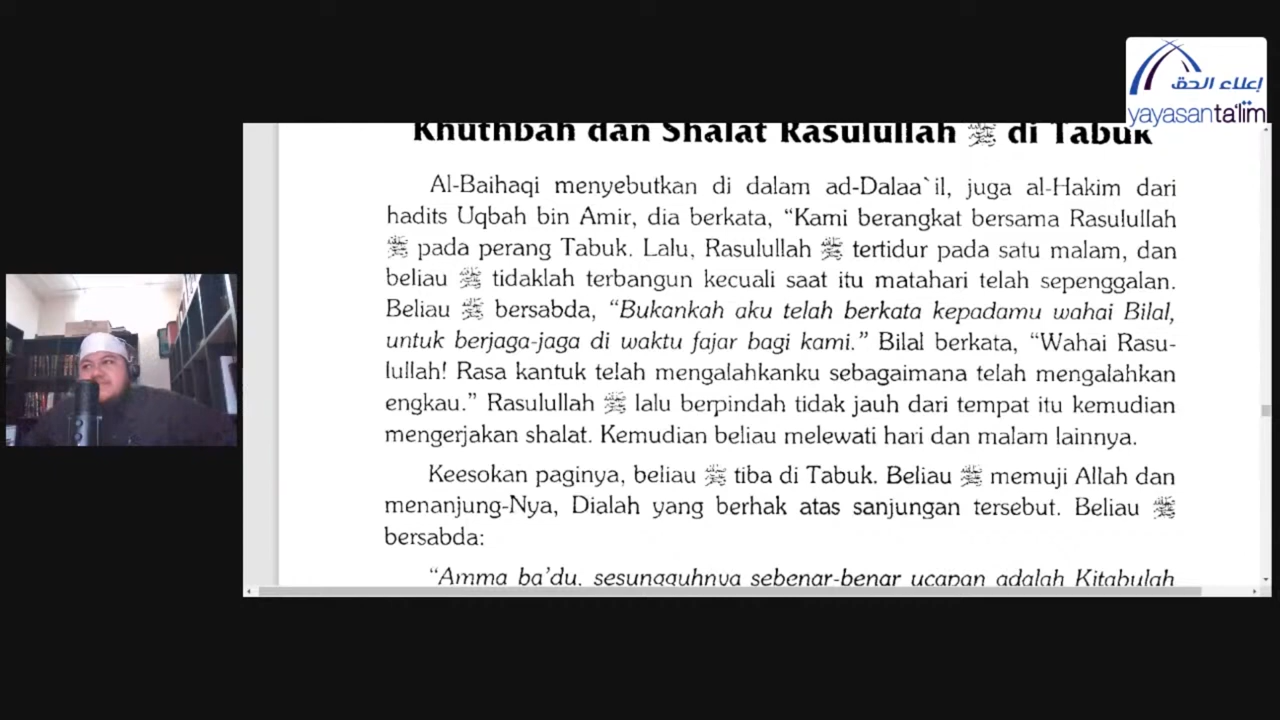 إعلاء الحق
yayasanta'lim
Khuthbah dan Shalat Rasulullah ﷺ di Tabuk
Al-Baihaqi menyebutkan di dalam ad-Dalaa`il, juga al-Hakim dari
hadits Uqbah bin Amir, dia berkata, “Kami berangkat bersama Rasulullah
ﷺ pada perang Tabuk. Lalu, Rasulullah ﷺ tertidur pada satu malam, dan
beliau ﷺ tidaklah terbangun kecuali saat itu matahari telah sepenggalan.
Beliau ﷺ bersabda, “Bukankah aku telah berkata kepadamu wahai Bilal,
untuk berjaga-jaga di waktu fajar bagi kami.” Bilal berkata, “Wahai Rasu-
lullah! Rasa kantuk telah mengalahkanku sebagaimana telah mengalahkan
engkau.” Rasulullah ﷺ lalu berpindah tidak jauh dari tempat itu kemudian
mengerjakan shalat. Kemudian beliau melewati hari dan malam lainnya.
Keesokan paginya, beliau ﷺ tiba di Tabuk. Beliau ﷺ memuji Allah dan
menanjung-Nya, Dialah yang berhak atas sanjungan tersebut. Beliau ﷺ
bersabda:
“Amma ba’du, sesungguhnya sebenar-benar ucapan adalah Kitabulah